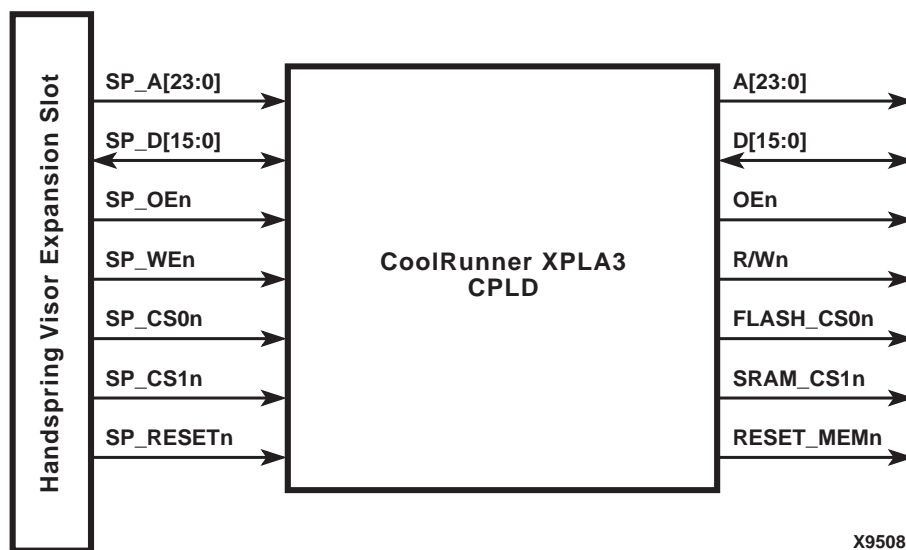 Handspring Visor Expansion Slot
SP_A[23:0]
SP_D[15:0]
SP_OEn
SP_WEn
SP_CS0n
SP_CS1n
SP_RESETn
CoolRunner XPLA3
CPLD
A[23:0]
D[15:0]
OEn
R/Wn
FLASH_CS0n
SRAM_CS1n
RESET_MEMn
X9508